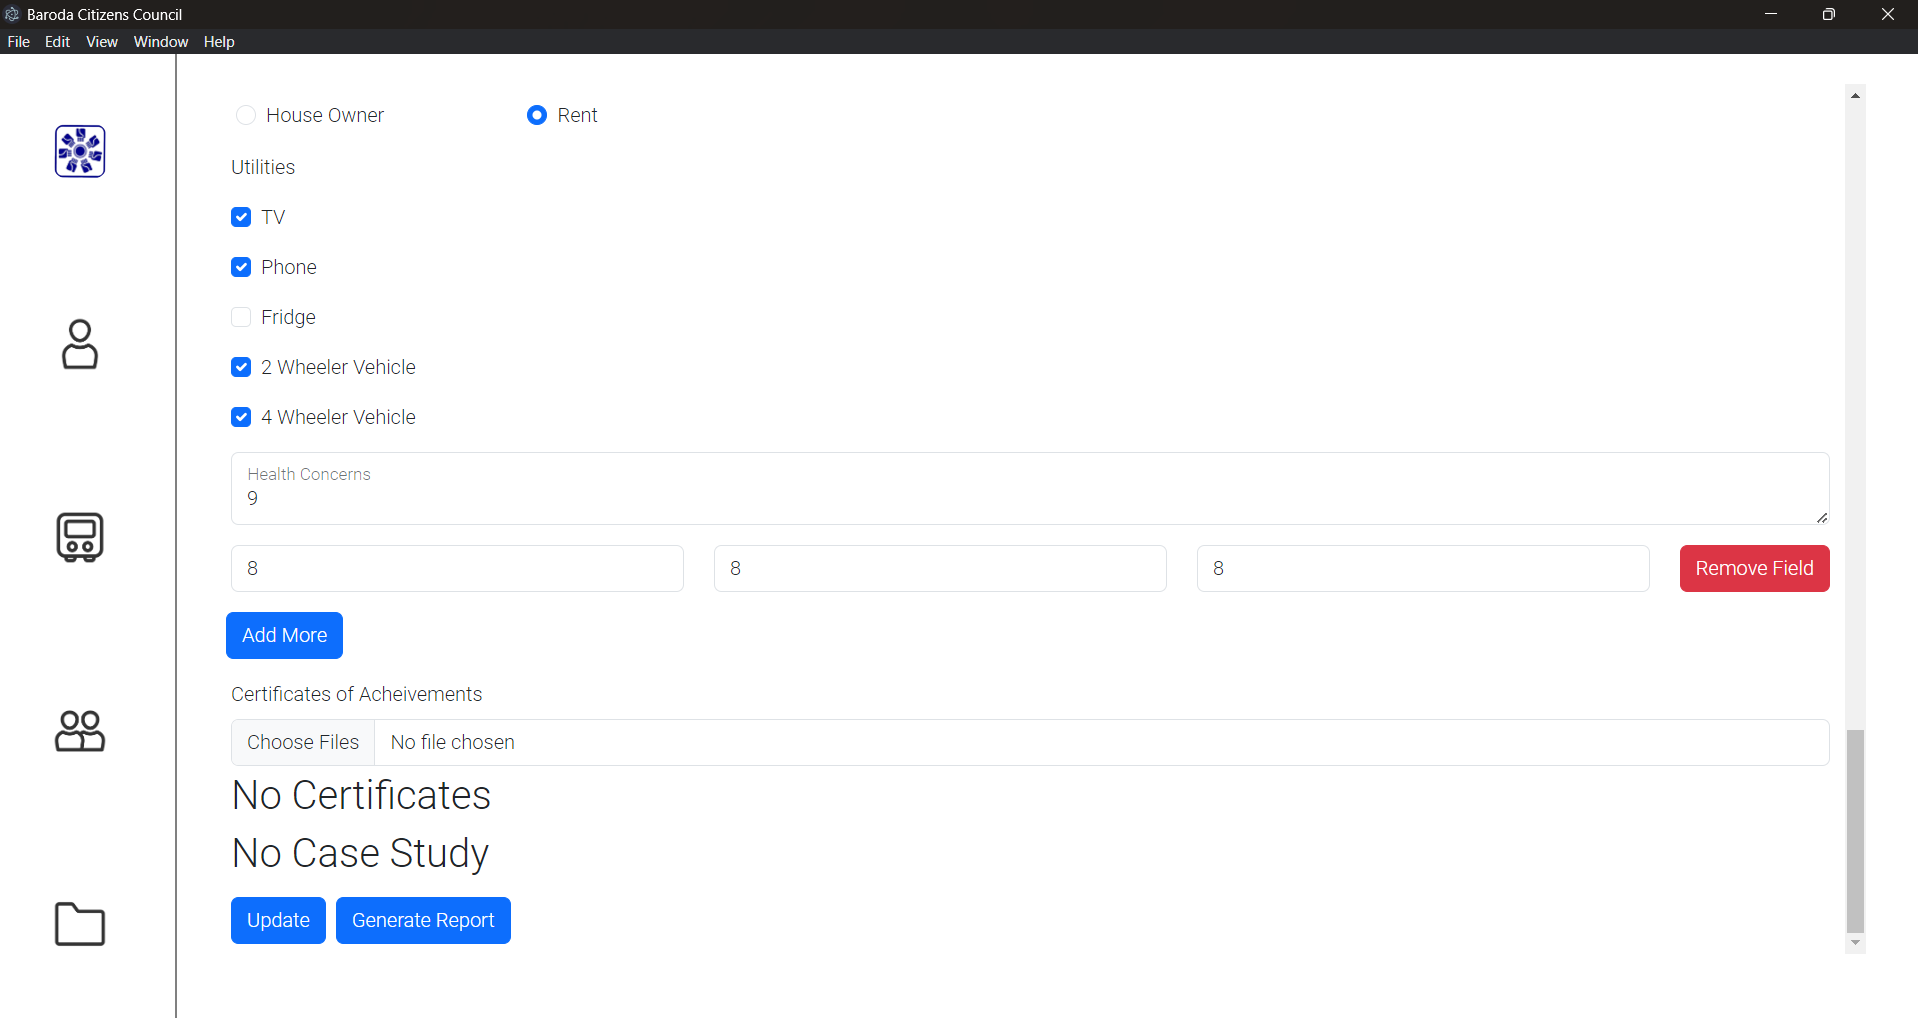 Baroda Citizens Council
File Edit View Window Help
House Owner Rent
Utilities
TV
Phone
Fridge
2 Wheeler Vehicle
4 Wheeler Vehicle
Health Concerns
9
8 8 8 Remove Field
Add More
Certificates of Acheivements
Choose Files No file chosen
No Certificates
No Case Study
Update Generate Report